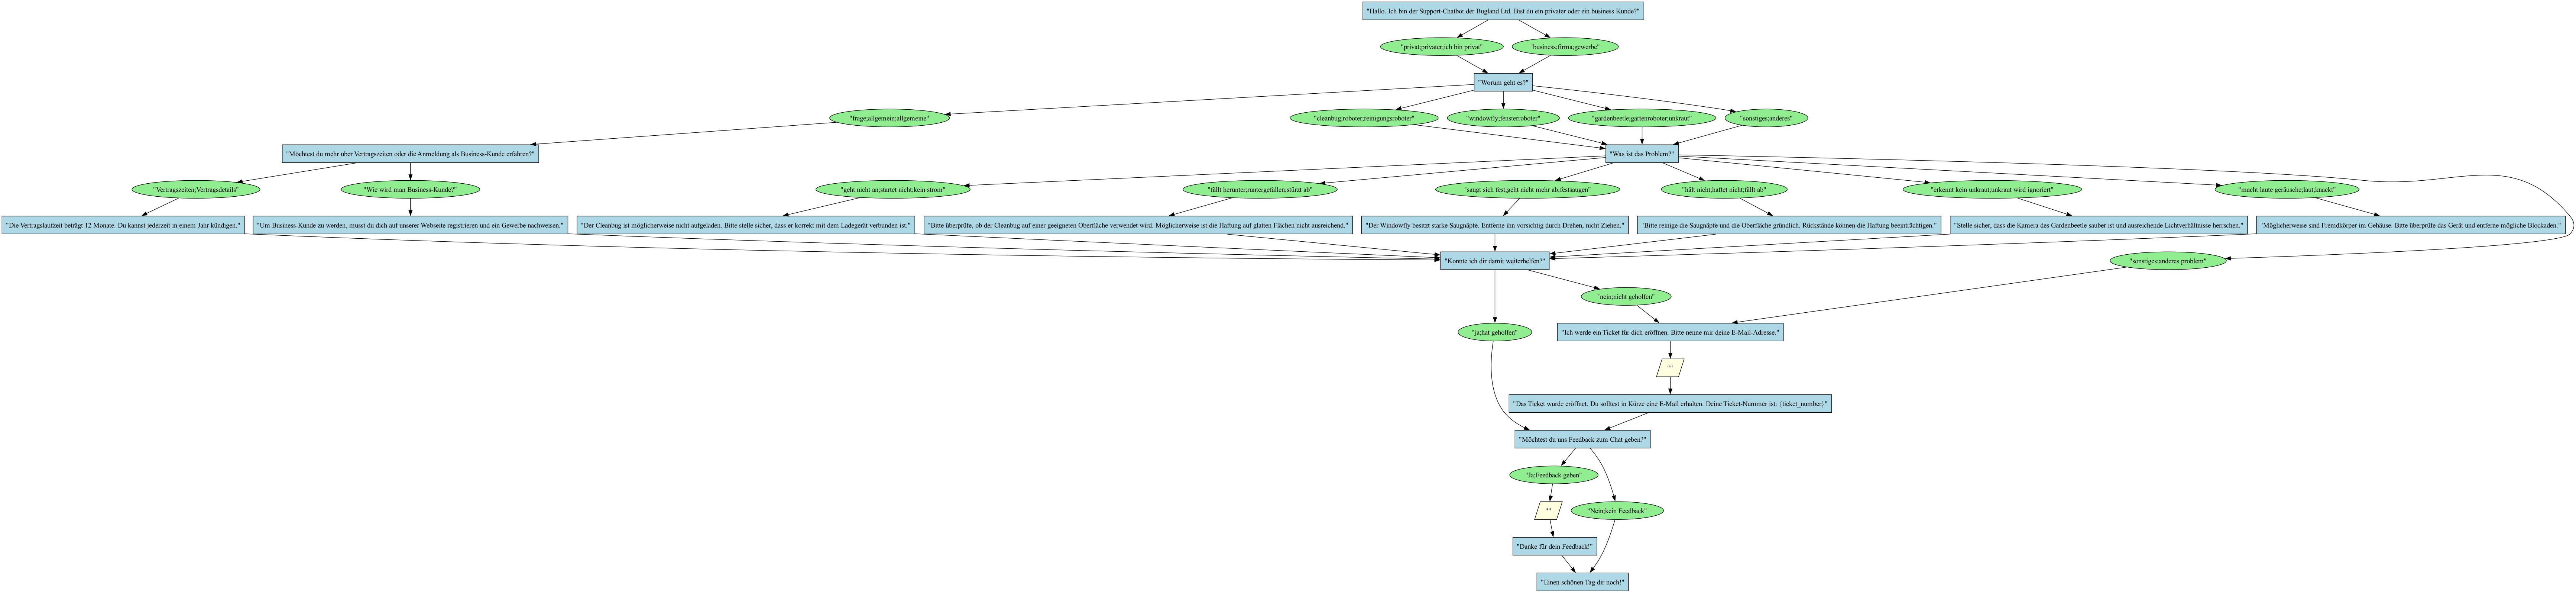 "Hallo. Ich bin der Support-Chatbot der Bugland Ltd. Bist du ein privater oder ein business Kunde?"
"privat;privater;ich bin privat"
"business;firma;gewerbe"
"Worum geht es?"
"frage;allgemein;allgemeine"
"cleanbug;roboter;reinigungsroboter"
"windowfly;fensterroboter"
"gardenbeetle;gartenroboter;unkraut"
"sonstiges;anderes"
"Möchtest du mehr über Vertragszeiten oder die Anmeldung als Business-Kunde erfahren?"
"Was ist das Problem?"
"Vertragszeiten;Vertragsdetails"
"Wie wird man Business-Kunde?"
"geht nicht an;startet nicht;kein strom"
"fällt herunter;runtergefallen;stürzt ab"
"saugt sich fest;geht nicht mehr ab;festsaugen"
"hält nicht;haftet nicht;fällt ab"
"erkennt kein unkraut;unkraut wird ignoriert"
"macht laute geräusche;laut;knackt"
"Die Vertragslaufzeit beträgt 12 Monate. Du kannst jederzeit in einem Jahr kündigen."
"Um Business-Kunde zu werden, musst du dich auf unserer Webseite registrieren und ein Gewerbe nachweisen."
"Der Cleanbug ist möglicherweise nicht aufgeladen. Bitte stelle sicher, dass er korrekt mit dem Ladegerät verbunden ist."
"Bitte überprüfe, ob der Cleanbug auf einer geeigneten Oberfläche verwendet wird. Möglicherweise ist die Haftung auf glatten Flächen nicht ausreichend."
"Der Windowfly besitzt starke Saugnäpfe. Entferne ihn vorsichtig durch Drehen, nicht Ziehen."
"Bitte reinige die Saugnäpfe und die Oberfläche gründlich. Rückstände können die Haftung beeinträchtigen."
"Stelle sicher, dass die Kamera des Gardenbeetle sauber ist und ausreichende Lichtverhältnisse herrschen."
"Möglicherweise sind Fremdkörper im Gehäuse. Bitte überprüfe das Gerät und entferne mögliche Blockaden."
"Konnte ich dir damit weiterhelfen?"
"sonstiges;anderes problem"
"nein;nicht geholfen"
"ja;hat geholfen"
"Ich werde ein Ticket für dich eröffnen. Bitte nenne mir deine E-Mail-Adresse."
""
"Das Ticket wurde eröffnet. Du solltest in Kürze eine E-Mail erhalten. Deine Ticket-Nummer ist: {ticket_number}"
"Möchtest du uns Feedback zum Chat geben?"
"Ja;Feedback geben"
""
"Nein;kein Feedback"
"Danke für dein Feedback!"
"Einen schönen Tag dir noch!"